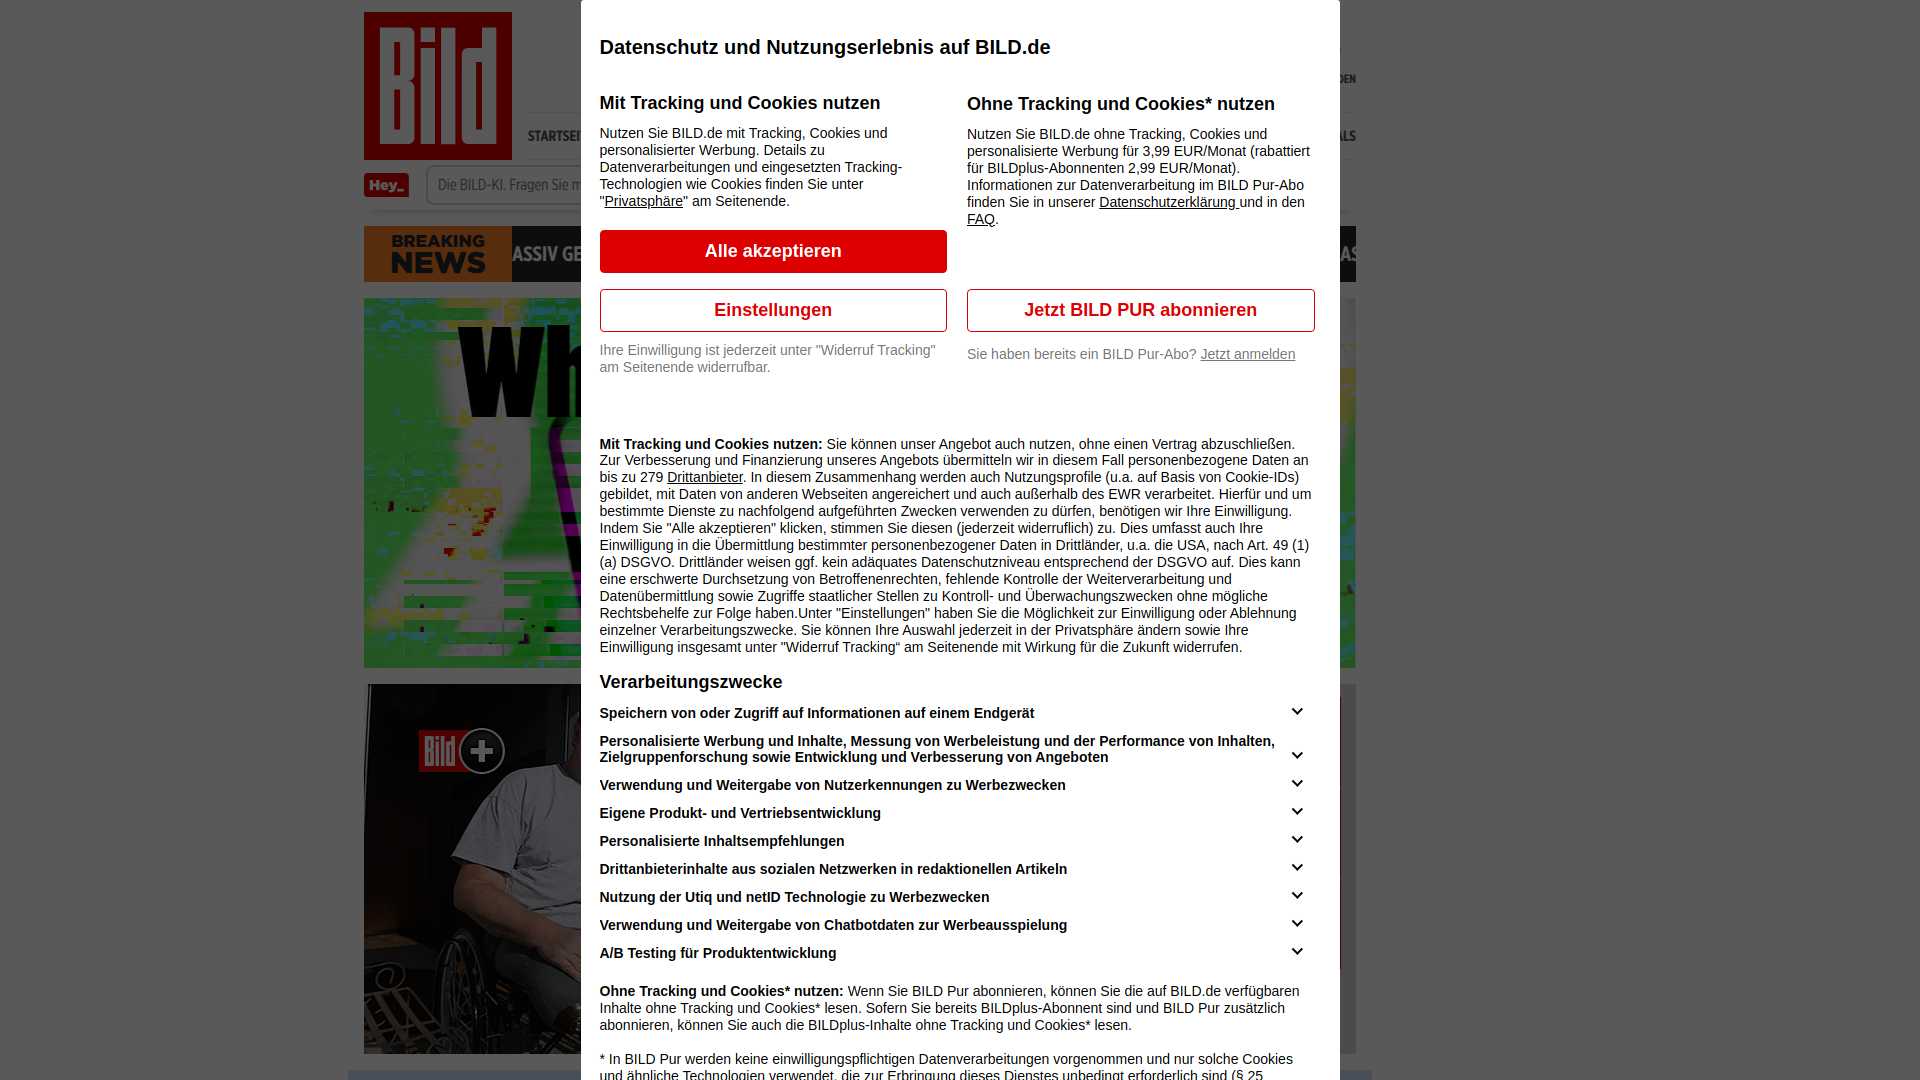 Bild
STARTSEI
Hey_
Die BILD-KI. Fragen Sie m
BREAKING
NEWS
ASSIV GE
Wh
Bild
Datenschutz und Nutzungserlebnis auf BILD.de
Mit Tracking und Cookies nutzen
Nutzen Sie BILD.de mit Tracking, Cookies und
personalisierter Werbung. Details zu
Datenverarbeitungen und eingesetzten Tracking-
Technologien wie Cookies finden Sie unter
"Privatsphäre" am Seitenende.
Alle akzeptieren
Einstellungen
Ihre Einwilligung ist jederzeit unter "Widerruf Tracking"
am Seitenende widerrufbar.
Ohne Tracking und Cookies* nutzen
Nutzen Sie BILD.de ohne Tracking, Cookies und
personalisierte Werbung für 3,99 EUR/Monat (rabattiert
für BILDplus-Abonnenten 2,99 EUR/Monat).
Informationen zur Datenverarbeitung im BILD Pur-Abo
finden Sie in unserer Datenschutzerklärung und in den
FAQ.
Jetzt BILD PUR abonnieren
Sie haben bereits ein BILD Pur-Abo? Jetzt anmelden
Mit Tracking und Cookies nutzen: Sie können unser Angebot auch nutzen, ohne einen Vertrag abzuschließen.
Zur Verbesserung und Finanzierung unseres Angebots übermitteln wir in diesem Fall personenbezogene Daten an
bis zu 279 Drittanbieter. In diesem Zusammenhang werden auch Nutzungsprofile (u.a. auf Basis von Cookie-IDs)
gebildet, mit Daten von anderen Webseiten angereichert und auch außerhalb des EWR verarbeitet. Hierfür und um
bestimmte Dienste zu nachfolgend aufgeführten Zwecken verwenden zu dürfen, benötigen wir Ihre Einwilligung.
Indem Sie "Alle akzeptieren" klicken, stimmen Sie diesen (jederzeit widerruflich) zu. Dies umfasst auch Ihre
Einwilligung in die Übermittlung bestimmter personenbezogener Daten in Drittländer, u.a. die USA, nach Art. 49 (1)
(a) DSGVO. Drittländer weisen ggf. kein adäquates Datenschutzniveau entsprechend der DSGVO auf. Dies kann
eine erschwerte Durchsetzung von Betroffenenrechten, fehlende Kontrolle der Weiterverarbeitung und
Datenübermittlung sowie Zugriffe staatlicher Stellen zu Kontroll- und Überwachungszwecken ohne mögliche
Rechtsbehelfe zur Folge haben.Unter "Einstellungen" haben Sie die Möglichkeit zur Einwilligung oder Ablehnung
einzelner Verarbeitungszwecke. Sie können Ihre Auswahl jederzeit in der Privatsphäre ändern sowie Ihre
Einwilligung insgesamt unter "Widerruf Tracking“ am Seitenende mit Wirkung für die Zukunft widerrufen.
Verarbeitungszwecke
Speichern von oder Zugriff auf Informationen auf einem Endgerät
Personalisierte Werbung und Inhalte, Messung von Werbeleistung und der Performance von Inhalten,
Zielgruppenforschung sowie Entwicklung und Verbesserung von Angeboten
Verwendung und Weitergabe von Nutzerkennungen zu Werbezwecken
Eigene Produkt- und Vertriebsentwicklung
Personalisierte Inhaltsempfehlungen
Drittanbieterinhalte aus sozialen Netzwerken in redaktionellen Artikeln
Nutzung der Utiq und netID Technologie zu Werbezwecken
Verwendung und Weitergabe von Chatbotdaten zur Werbeausspielung
A/B Testing für Produktentwicklung
Ohne Tracking und Cookies* nutzen: Wenn Sie BILD Pur abonnieren, können Sie die auf BILD.de verfügbaren
Inhalte ohne Tracking und Cookies* lesen. Sofern Sie bereits BILDplus-Abonnent sind und BILD Pur zusätzlich
abonnieren, können Sie auch die BILDplus-Inhalte ohne Tracking und Cookies* lesen.
* In BILD Pur werden keine einwilligungspflichtigen Datenverarbeitungen vorgenommen und nur solche Cookies
und ähnliche Technologien verwendet, die zur Erbringung dieses Dienstes unbedingt erforderlich sind (§ 25